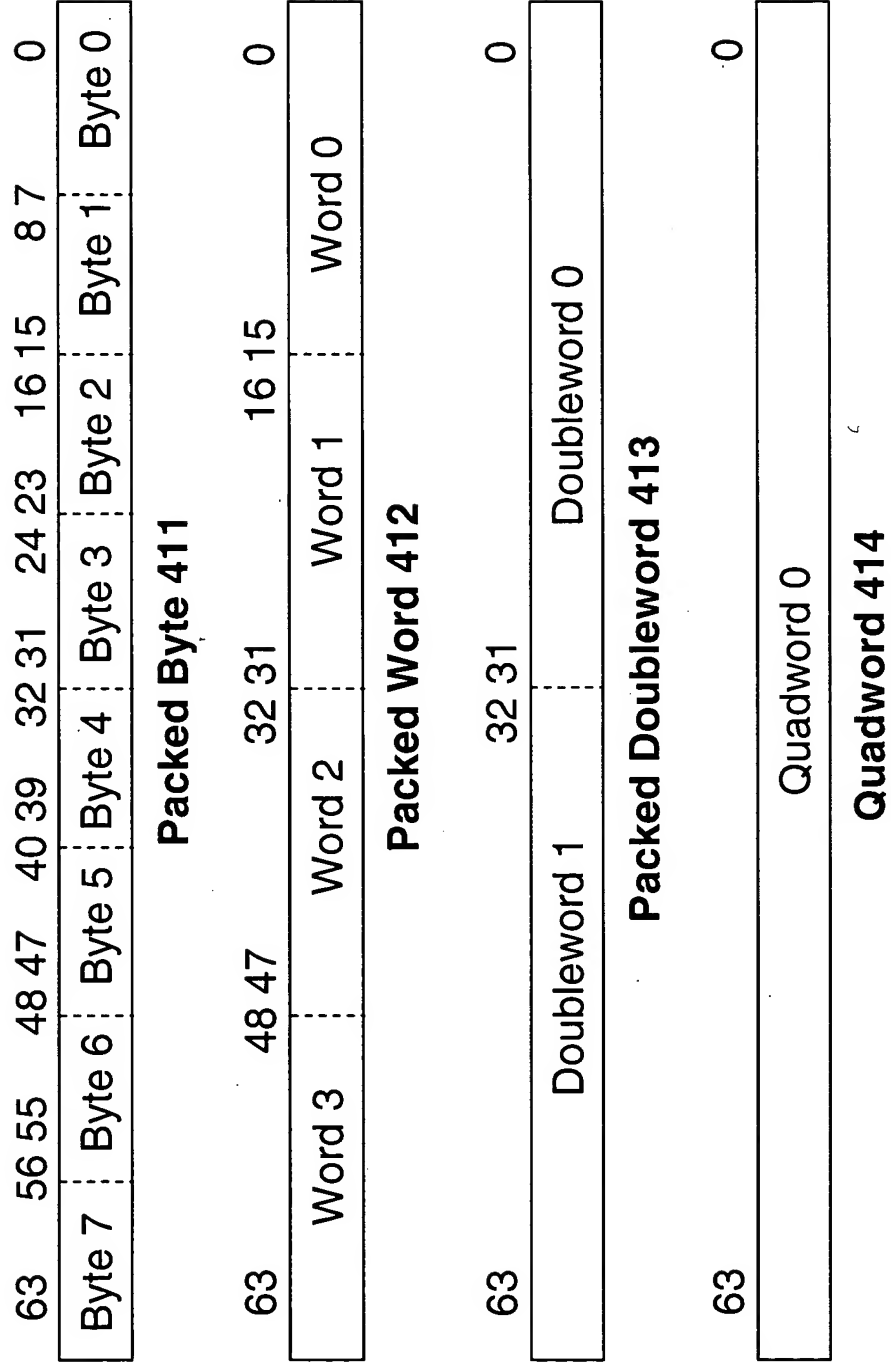 63 56 55 48 47 40 39 32 31 24 23 16 15 8 7 0
Byte 7 Byte 6 Byte 5 Byte 4 Byte 3 Byte 2 Byte 1 Byte 0
Packed Byte 411
63 48 47 32 31 16 15 0
Word 3 Word 2 Word 1 Word 0
Packed Word 412
63 32 31 0
Doubleword 1 Doubleword 0
Packed Doubleword 413
63 0
Quadword 0
Quadword 414